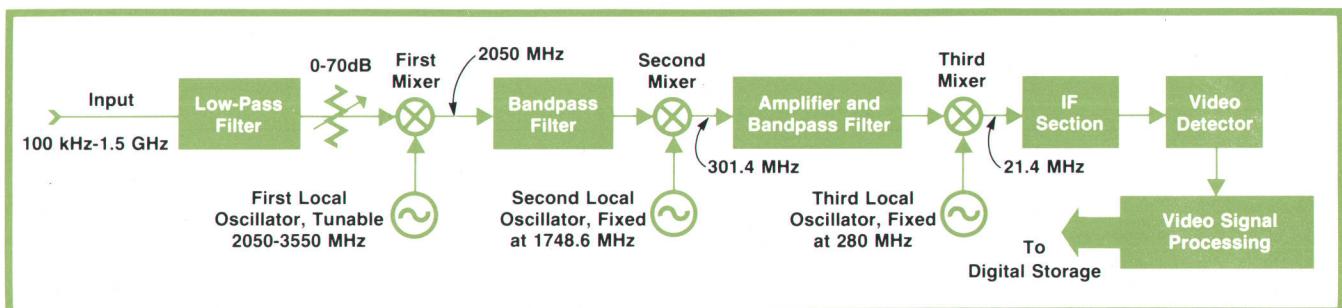 Input
100 kHz-1.5 GHz
Low-Pass
Filter
0-70dB
First
Mixer
2050 MHz
First Local
Oscillator, Tunable
2050-3550 MHz
Bandpass
Filter
Second
Mixer
301.4 MHz
Second Local
Oscillator, Fixed
at 1748.6 MHz
Amplifier and
Bandpass Filter
Third
Mixer
21.4 MHz
Third Local
Oscillator, Fixed
at 280 MHz
IF
Section
Video
Detector
Video Signal
Processing
To
Digital Storage